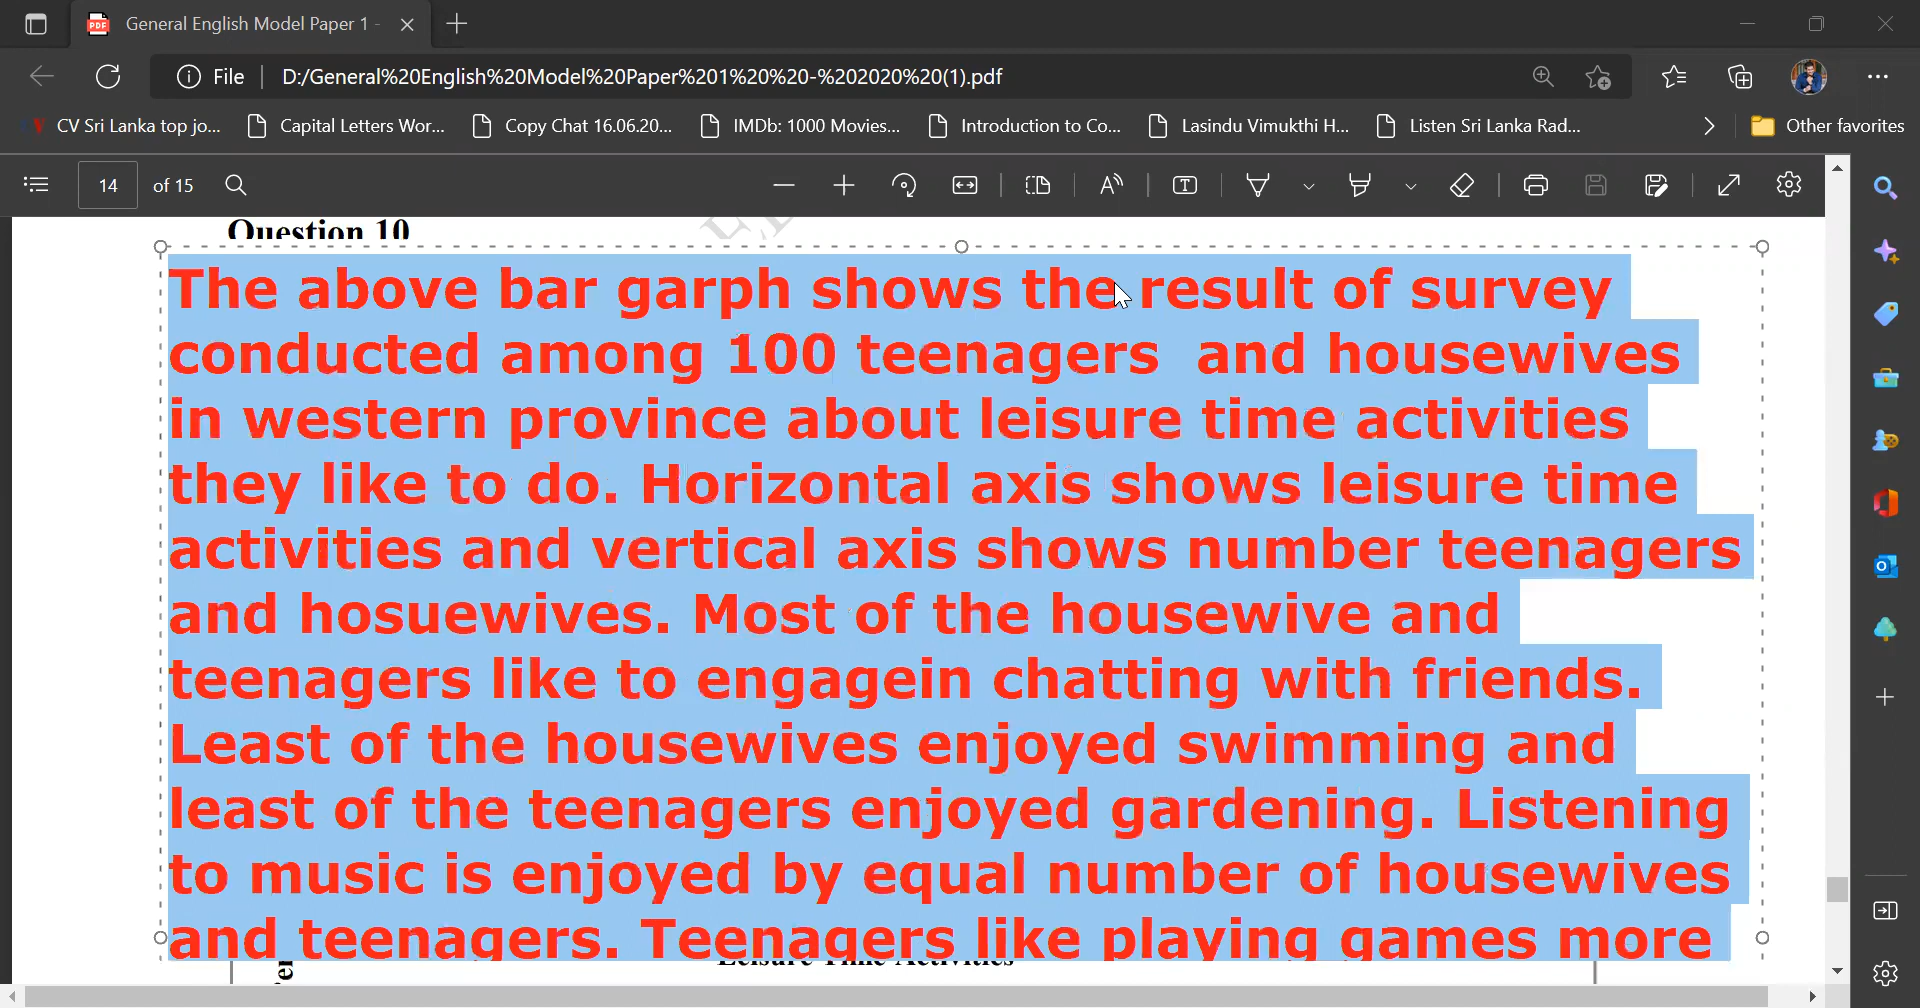 General English Model Paper 1 -
File
D:/General%20English%20Model%20Paper%201%20%20-%202020%20(1).pdf
CV Sri Lanka top jo...
Capital Letters Wor...
Copy Chat 16.06.20...
IMDb: 1000 Movies...
Introduction to Co...
Lasindu Vimukthi H...
Listen Sri Lanka Rad...
Other favorites
14 of 15
Question 10
The above bar garph shows the result of survey
conducted among 100 teenagers and housewives
in western province about leisure time activities
they like to do. Horizontal axis shows leisure time
activities and vertical axis shows number teenagers
and hosuewives. Most of the housewive and
teenagers like to engagein chatting with friends.
Least of the housewives enjoyed swimming and
least of the teenagers enjoyed gardening. Listening
to music is enjoyed by equal number of housewives
and teenagers. Teenagers like playing games more
Leisure Time Activities